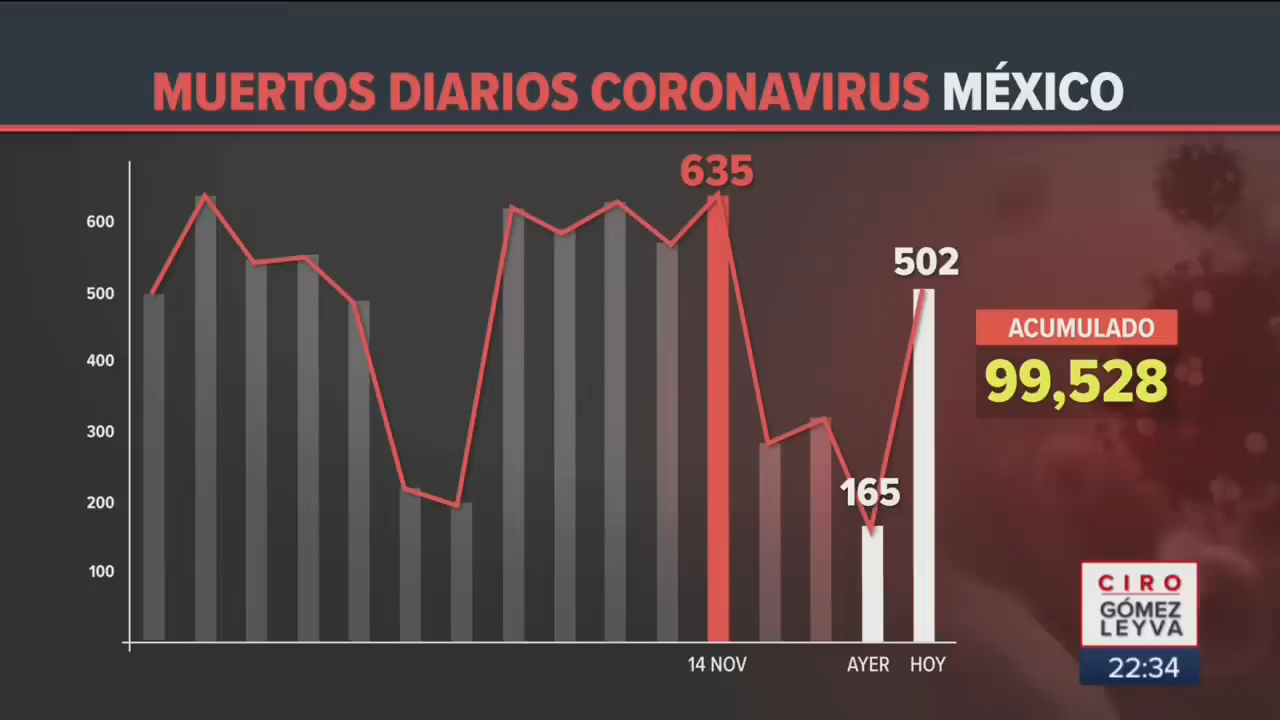 MUERTOS DIARIOS CORONAVIRUS MÉXICO
635
600
502
500
ACUMULADO
99,528
400
300
165
200
100
14 NOV
AYER
HOY
CIRO
GÓMEZ
LEYVA
22:34